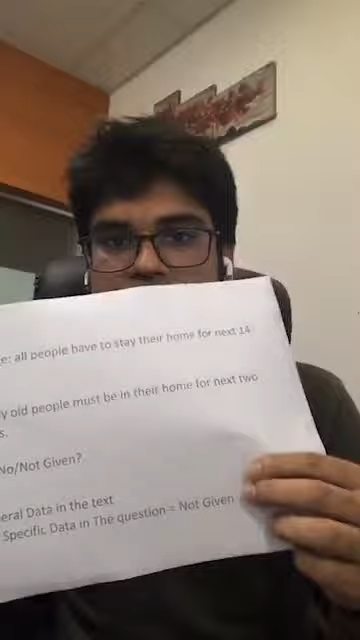 e: all people have to stay their home for next 14
y old people must be in their home for next two
s.
No/Not Given?
eral Data in the text
Specific Data in The question = Not Given